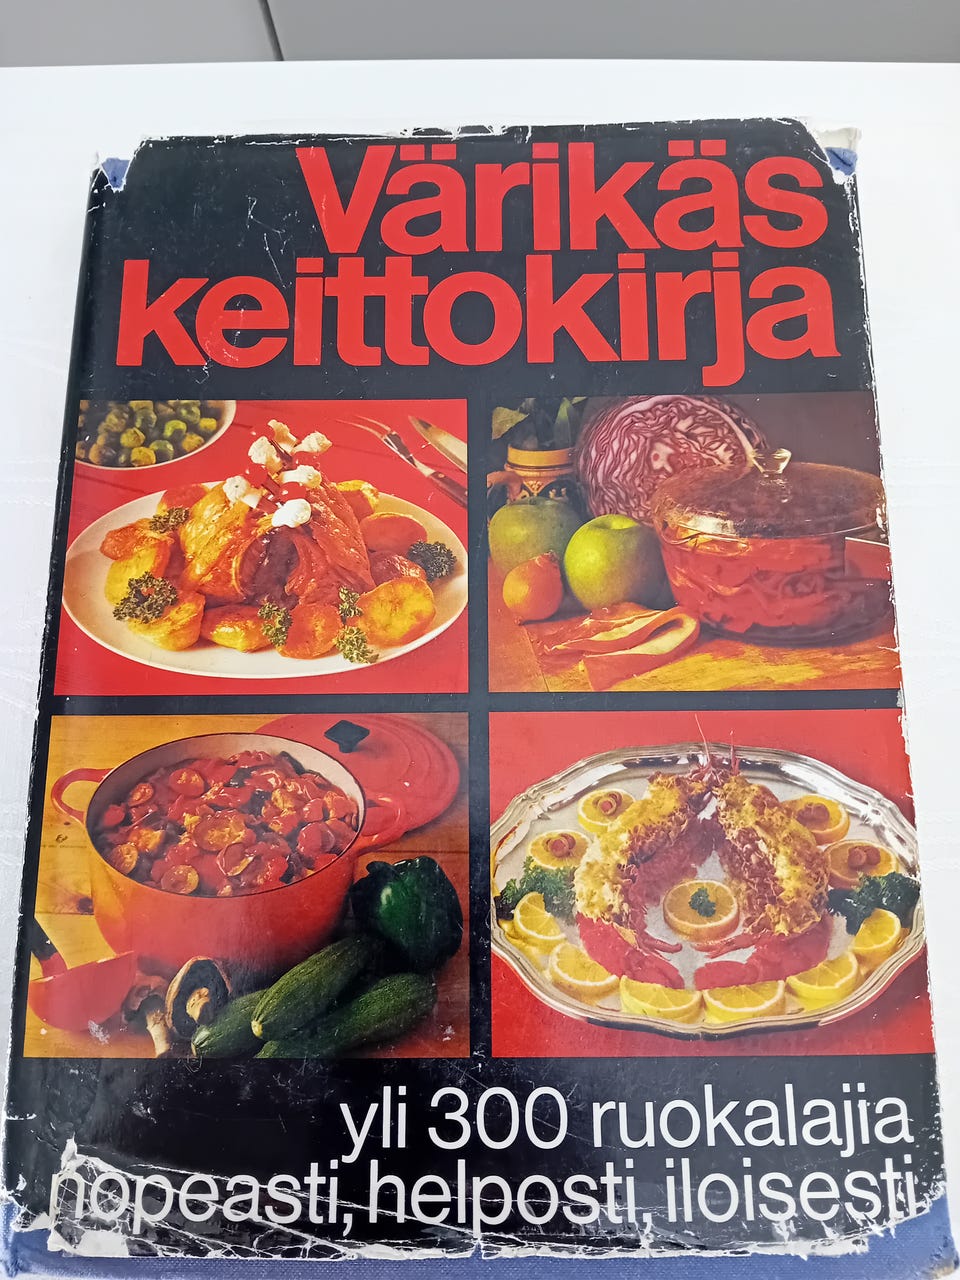 Värikäs
keittokirja
yli 300 ruokalajia
nopeasti, helposti, iloisesti